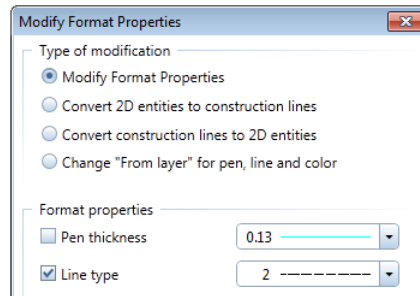 Modify Format Properties
Type of modification
Modify Format Properties
Convert 2D entities to construction lines
Convert construction lines to 2D entities
Change "From layer" for pen, line and color
Format properties
Pen thickness 0.13
Line type 2